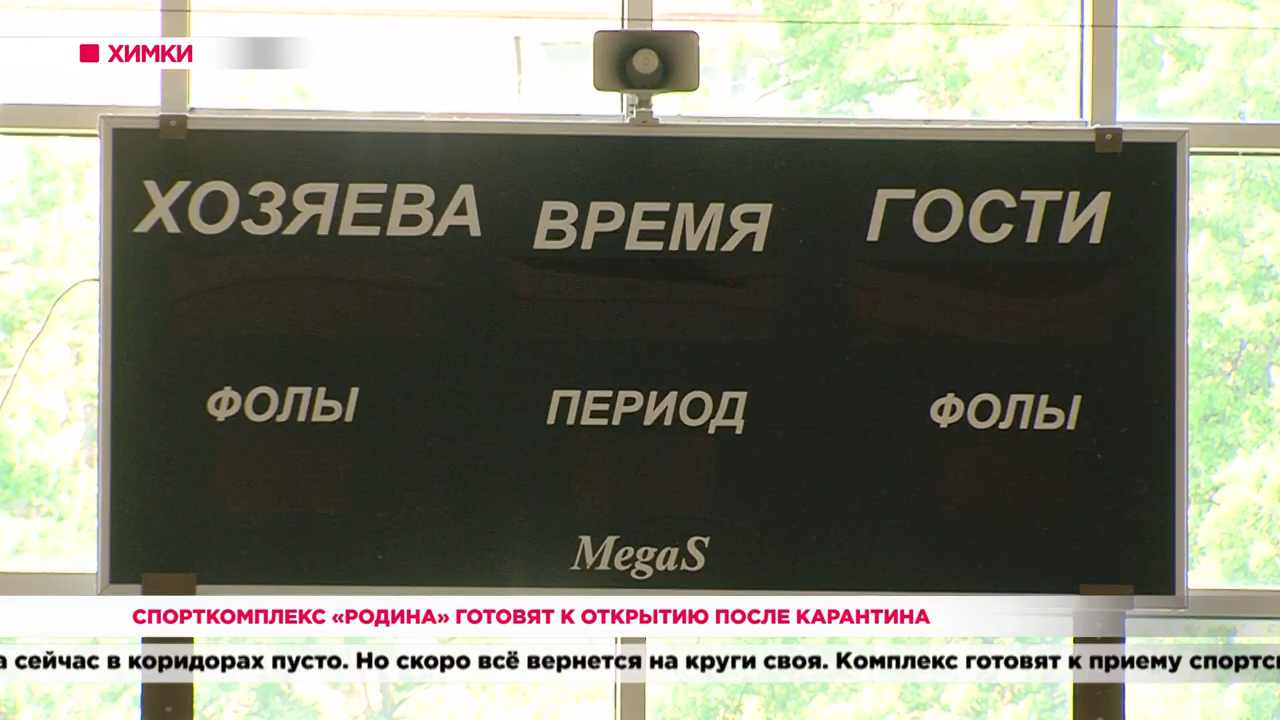 ХИМКИ
ХОЗЯЕВА ВРЕМЯ ГОСТИ
ФОЛЫ ПЕРИОД ФОЛЫ
MegaS
СПОРТКОМПЛЕКС «РОДИНА» ГОТОВЯТ К ОТКРЫТИЮ ПОСЛЕ КАРАНТИНА
а сейчас в коридорах пусто. Но скоро всё вернется на круги своя. Комплекс готовят к приему